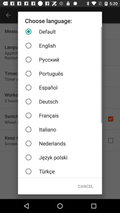 5:20
Choose language:
Default
English
Русский
Português
Español
Deutsch
Français
Italiano
Nederlands
Język polski
Türkçe
CANCEL